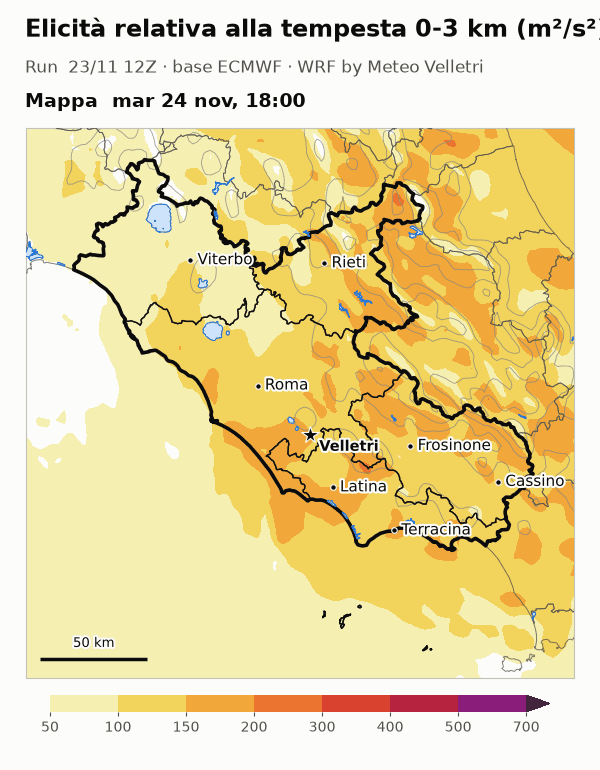 Elicità relativa alla tempesta 0-3 km (m²/s²)
Run 23/11 12Z · base ECMWF · WRF by Meteo Velletri
Mappa mar 24 nov, 18:00
Viterbo
Rieti
Roma
Velletri
Frosinone
Latina
Cassino
Terracina
50 km
50 100 150 200 300 400 500 700